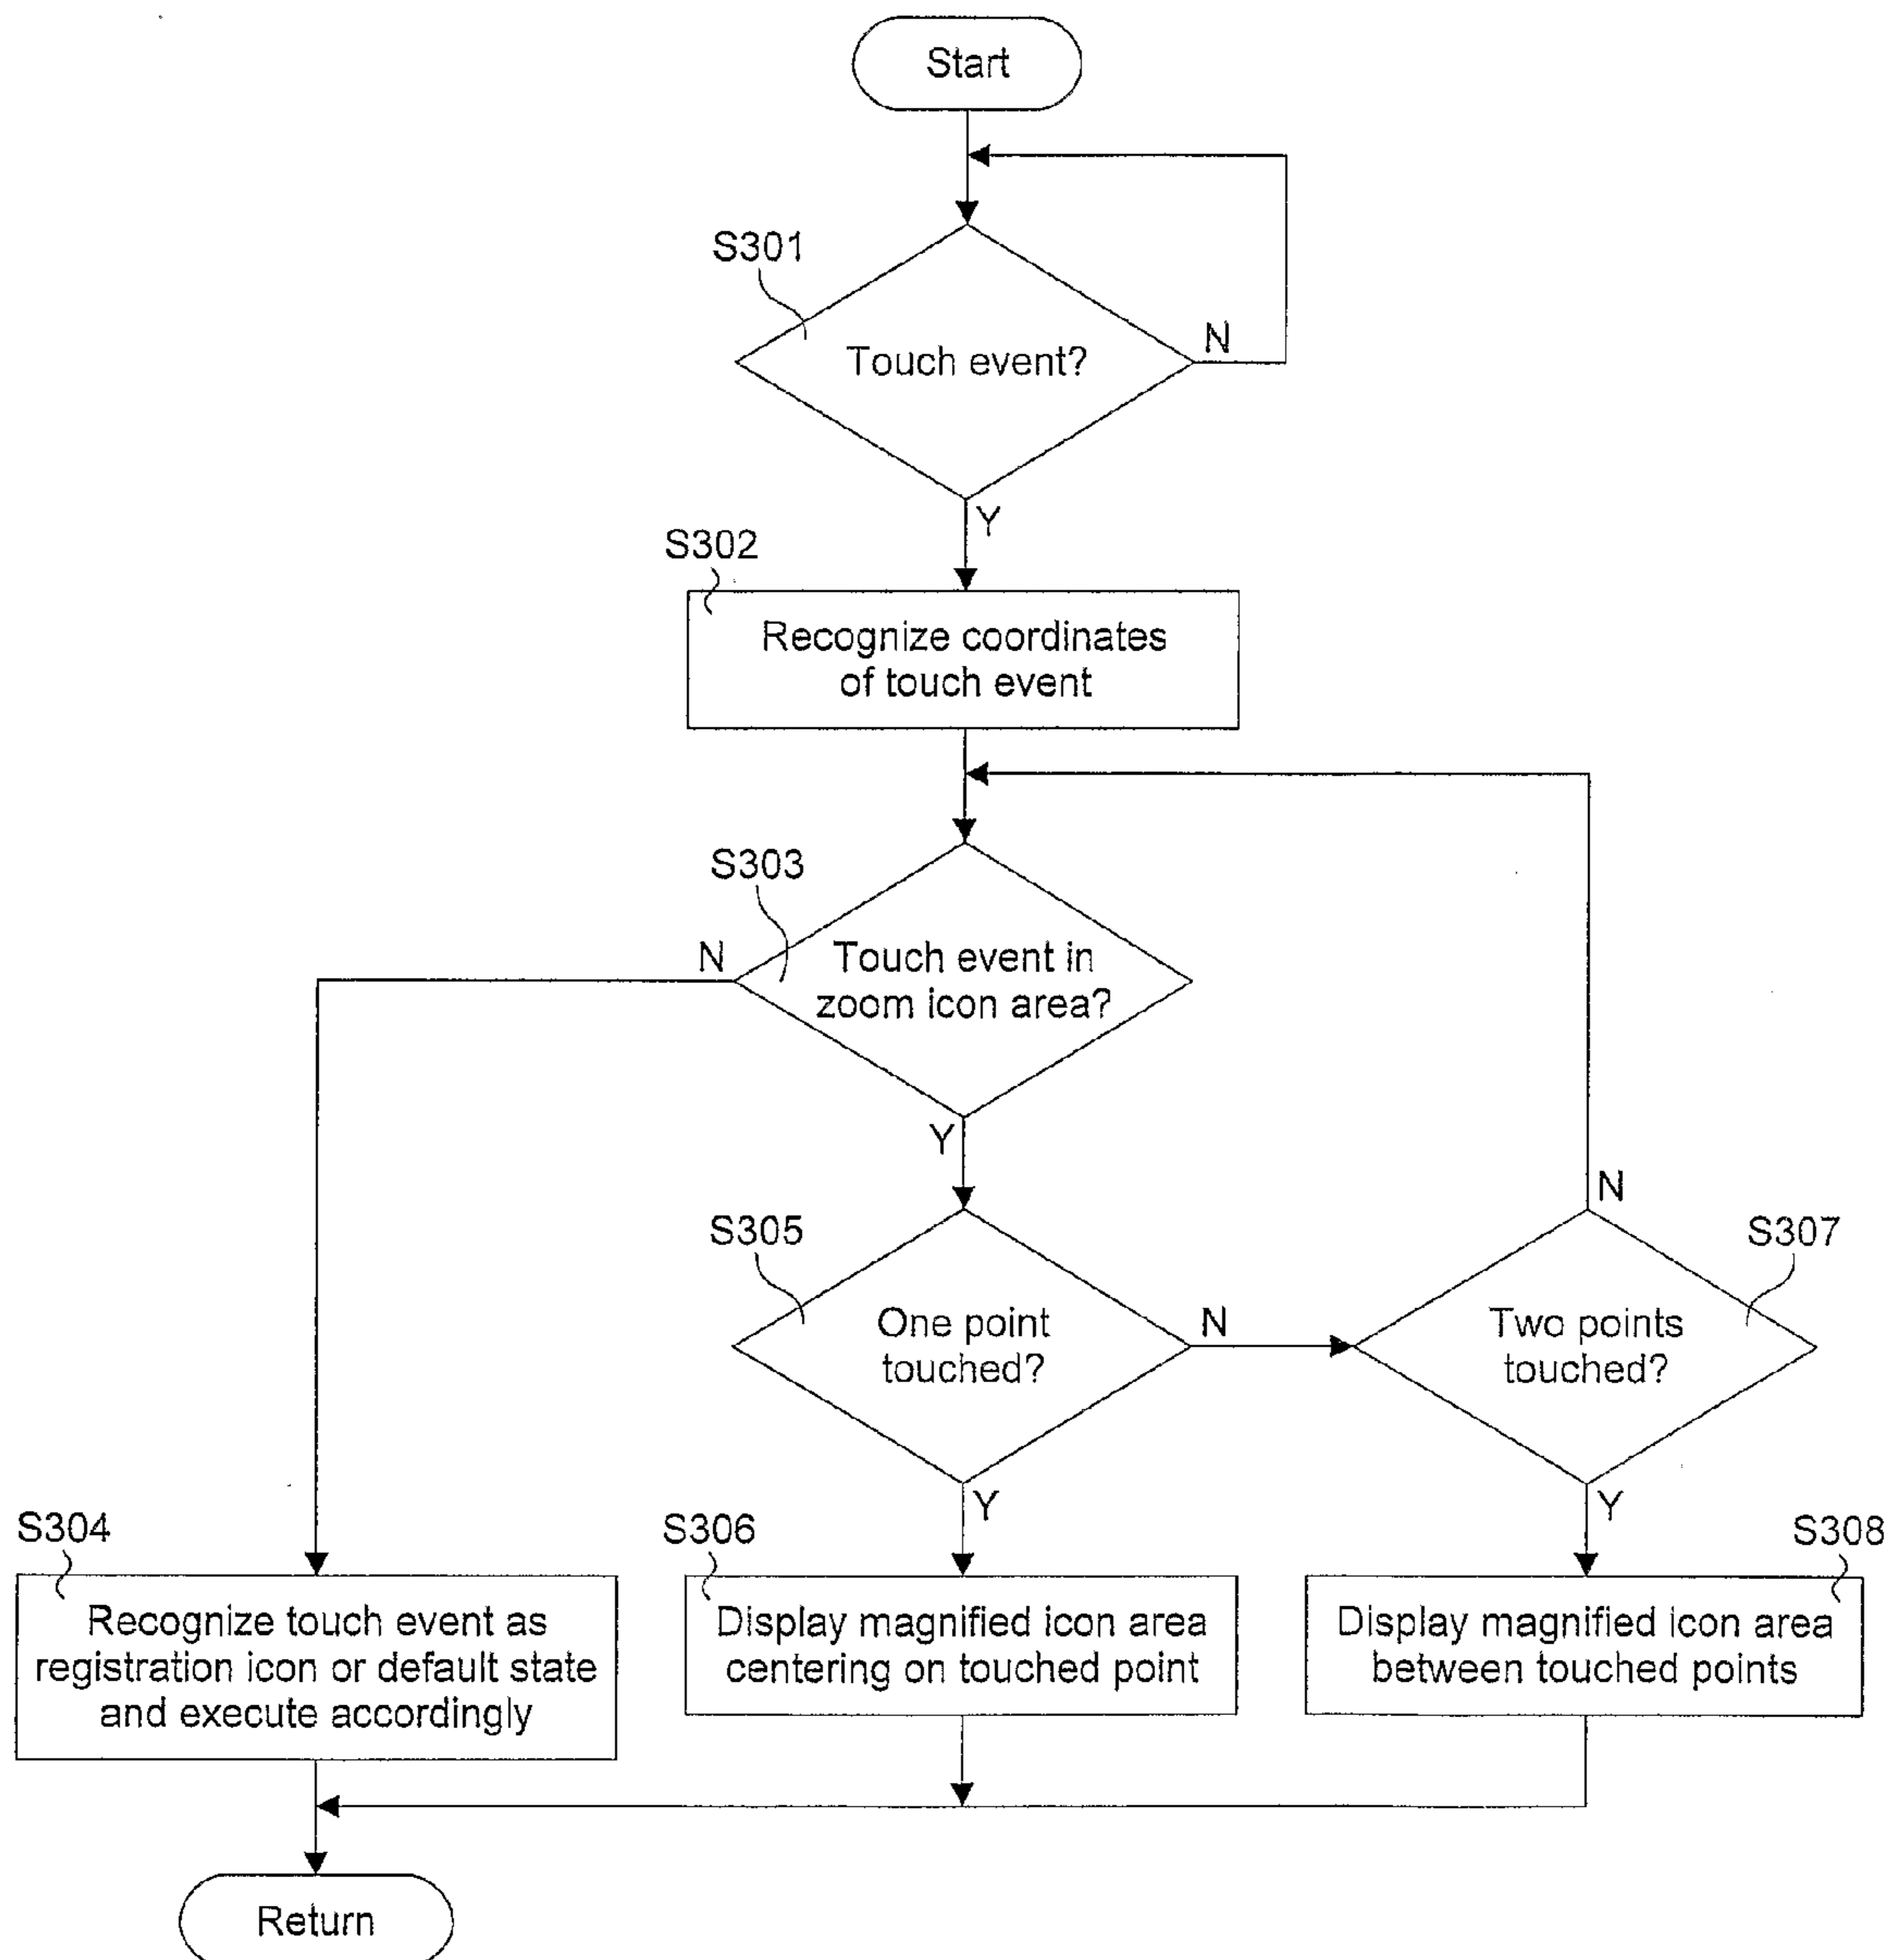 Start
S301
Touch event?
N
Y
S302
Recognize coordinates
of touch event
S303
N
Touch event in
zoom icon area?
Y
N
S305
S307
One point
touched?
N
Two points
touched?
Y
Y
S304
S306
S308
Recognize touch event as
registration icon or default state
and execute accordingly
Display magnified icon area
centering on touched point
Display magnified icon area
between touched points
Return